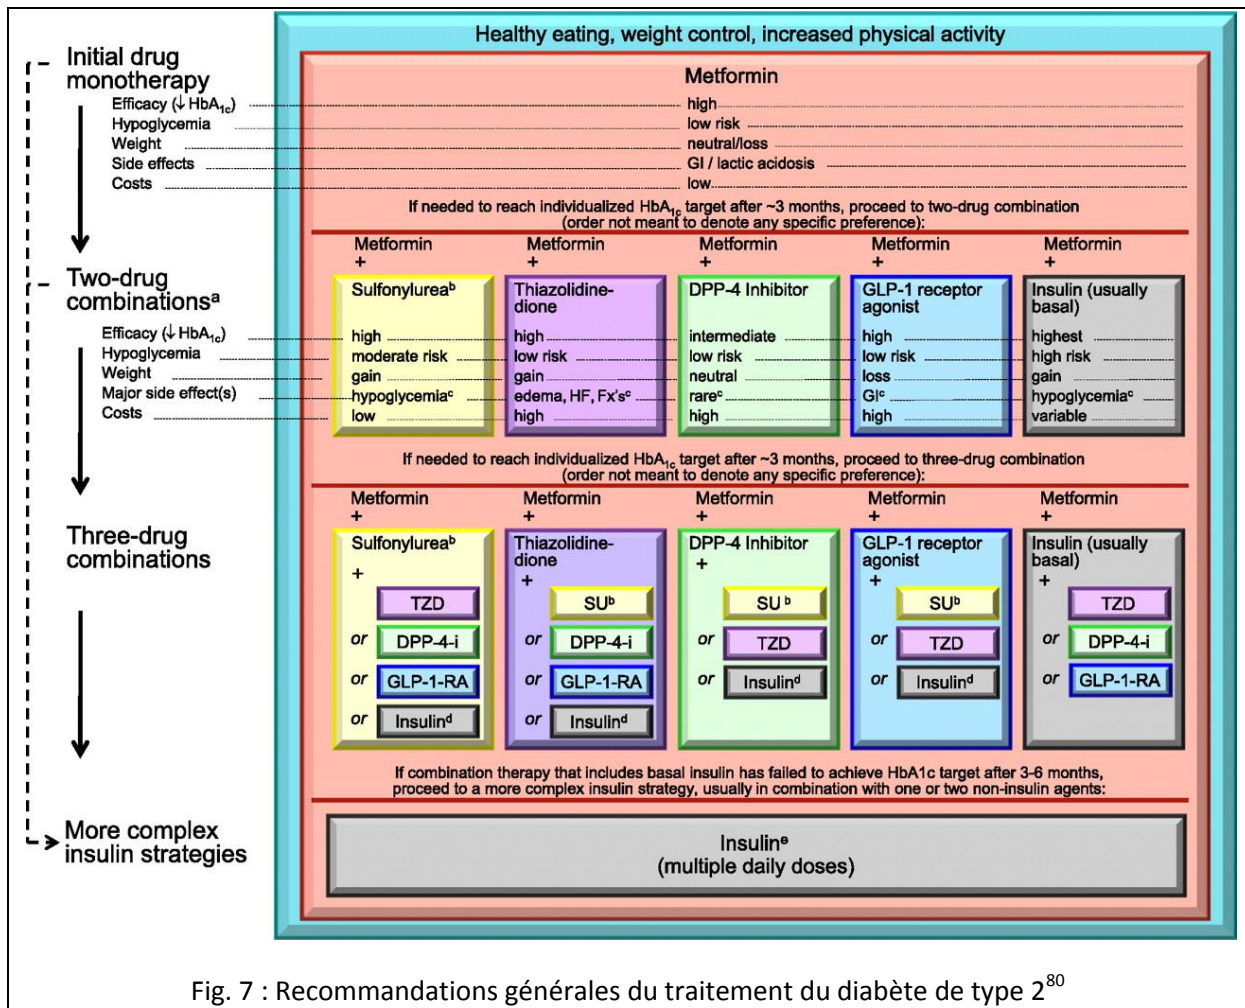 Healthy eating, weight control, increased physical activity
Initial drug
monotherapy
Metformin
Efficacy (↓ HbA1c) high
Hypoglycemia low risk
Weight neutral/loss
Side effects GI / lactic acidosis
Costs low
If needed to reach individualized HbA1c target after ~3 months, proceed to two-drug combination
(order not meant to denote any specific preference):
Metformin + Metformin + Metformin + Metformin + Metformin +
Two-drug
combinationsᵃ
Sulfonylureaᵇ Thiazolidine-dione DPP-4 Inhibitor GLP-1 receptor agonist Insulin (usually basal)
Efficacy (↓ HbA1c) high high intermediate high highest
Hypoglycemia moderate risk low risk low risk low risk high risk
Weight gain gain neutral loss gain
Major side effect(s) hypoglycemiaᶜ edema, HF, Fx'sᶜ rareᶜ GIᶜ hypoglycemiaᶜ
Costs low high high high variable
If needed to reach individualized HbA1c target after ~3 months, proceed to three-drug combination
(order not meant to denote any specific preference):
Metformin + Metformin + Metformin + Metformin + Metformin +
Three-drug
combinations
Sulfonylureaᵇ + Thiazolidine-dione + DPP-4 Inhibitor + GLP-1 receptor agonist + Insulin (usually basal) +
TZD SUᵇ SU ᵇ SUᵇ TZD
or DPP-4-i or DPP-4-i or TZD or TZD or DPP-4-i
or GLP-1-RA or GLP-1-RA or Insulinᵈ or Insulinᵈ or GLP-1-RA
or Insulinᵈ or Insulinᵈ
If combination therapy that includes basal insulin has failed to achieve HbA1c target after 3-6 months,
proceed to a more complex insulin strategy, usually in combination with one or two non-insulin agents:
More complex
insulin strategies
Insulinᵉ
(multiple daily doses)
Fig. 7 : Recommandations générales du traitement du diabète de type 2⁸⁰